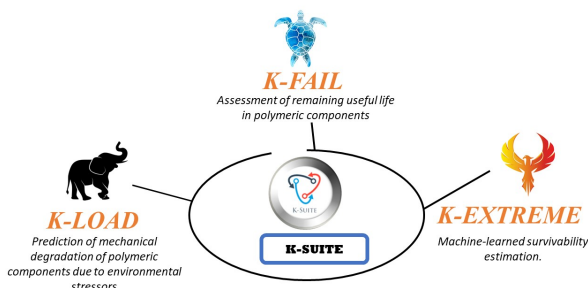 K-FAIL
Assessment of remaining useful life
in polymeric components
K-LOAD
Prediction of mechanical
degradation of polymeric
components due to environmental
stressors
K-SUITE
K-SUITE
K-EXTREME
Machine-learned survivability
estimation.